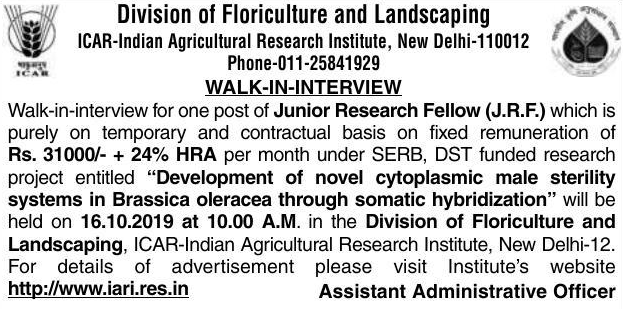 Division of Floriculture and Landscaping
ICAR-Indian Agricultural Research Institute, New Delhi-110012
Phone-011-25841929
ICAR
WALK-IN-INTERVIEW
Walk-in-interview for one post of Junior Research Fellow (J.R.F.) which is
purely on temporary and contractual basis on fixed remuneration of
Rs. 31000/- + 24% HRA per month under SERB, DST funded research
project entitled “Development of novel cytoplasmic male sterility
systems in Brassica oleracea through somatic hybridization” will be
held on 16.10.2019 at 10.00 A.M. in the Division of Floriculture and
Landscaping, ICAR-Indian Agricultural Research Institute, New Delhi-12.
For details of advertisement please visit Institute's website
http://www.iari.res.in Assistant Administrative Officer